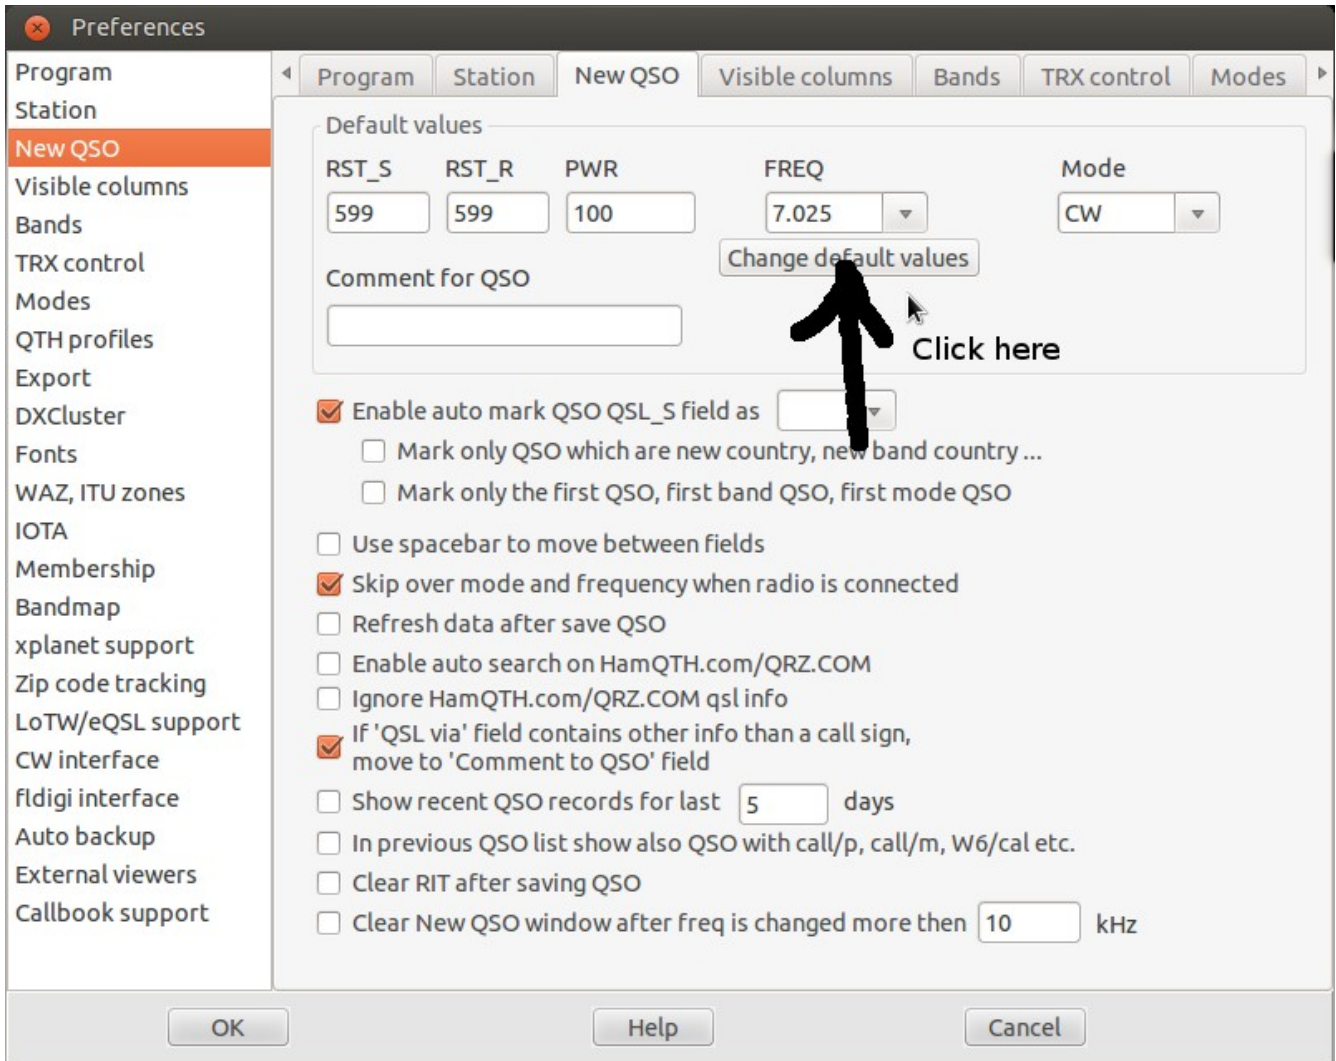 Preferences
Program
Station
New QSO
Visible columns
Bands
TRX control
Modes
QTH profiles
Export
DXCluster
Fonts
WAZ, ITU zones
IOTA
Membership
Bandmap
xplanet support
Zip code tracking
LoTW/eQSL support
CW interface
fldigi interface
Auto backup
External viewers
Callbook support
Program Station New QSO Visible columns Bands TRX control Modes
Default values
RST_S RST_R PWR FREQ Mode
599 599 100 7.025 CW
Change default values
Comment for QSO
Click here
Enable auto mark QSO QSL_S field as
Mark only QSO which are new country, new band country ...
Mark only the first QSO, first band QSO, first mode QSO
Use spacebar to move between fields
Skip over mode and frequency when radio is connected
Refresh data after save QSO
Enable auto search on HamQTH.com/QRZ.COM
Ignore HamQTH.com/QRZ.COM qsl info
If 'QSL via' field contains other info than a call sign,
move to 'Comment to QSO' field
Show recent QSO records for last 5 days
In previous QSO list show also QSO with call/p, call/m, W6/cal etc.
Clear RIT after saving QSO
Clear New QSO window after freq is changed more then 10 kHz
OK Help Cancel